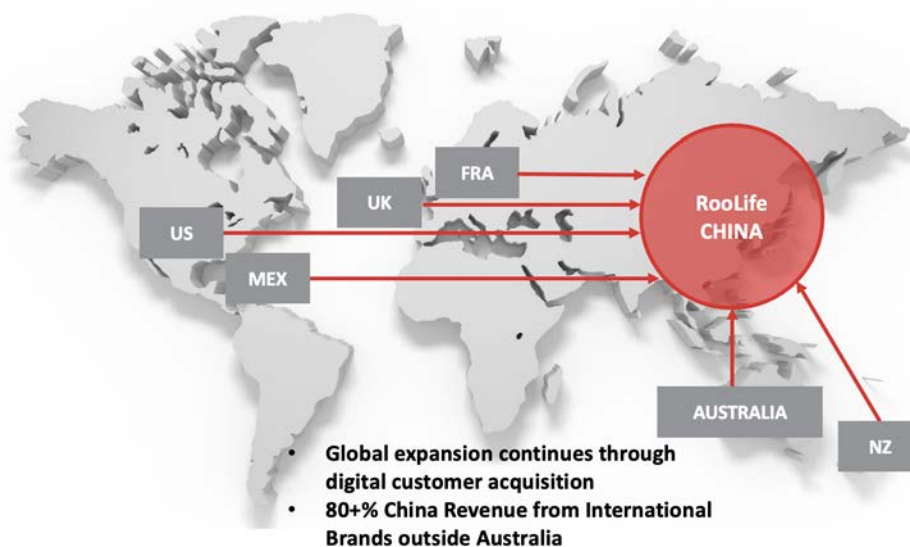 FRA
UK
US
MEX
RooLife
CHINA
AUSTRALIA
NZ
• Global expansion continues through
digital customer acquisition
• 80+% China Revenue from International
Brands outside Australia